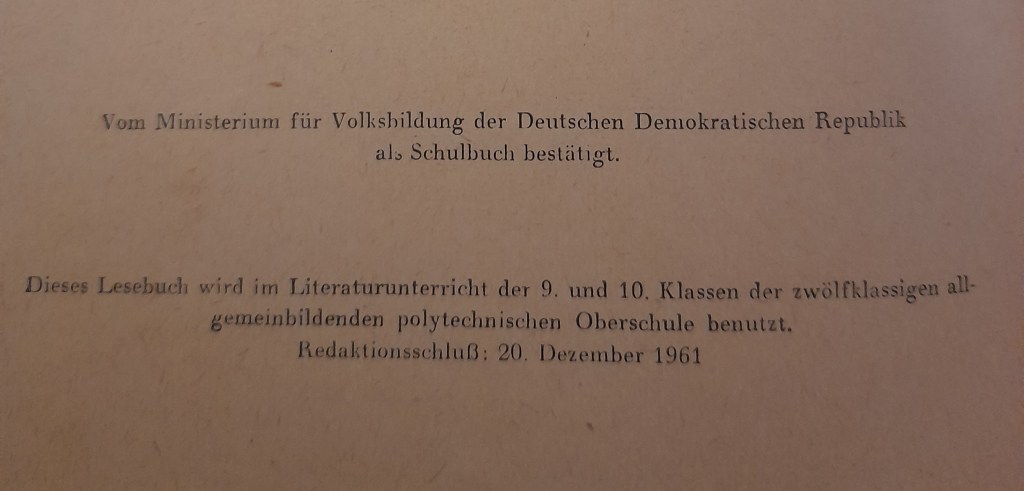 Vom Ministerium für Volksbildung der Deutschen Demokratischen Republik
als Schulbuch bestätigt.
Dieses Lesebuch wird im Literaturunterricht der 9. und 10. Klassen der zwölfklassigen all-
gemeinbildenden polytechnischen Oberschule benutzt.
Redaktionsschluß: 20. Dezember 1961